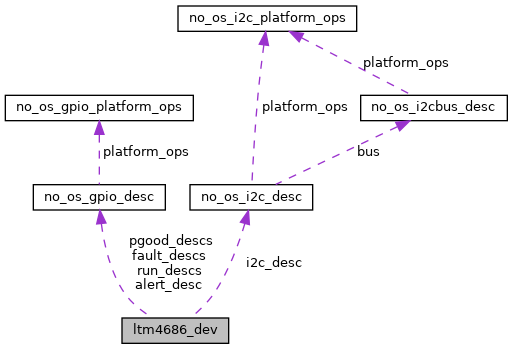 no_os_i2c_platform_ops
platform_ops
no_os_gpio_platform_ops
platform_ops
no_os_i2cbus_desc
platform_ops
bus
no_os_gpio_desc
no_os_i2c_desc
pgood_descs
fault_descs
run_descs
alert_desc
i2c_desc
ltm4686_dev